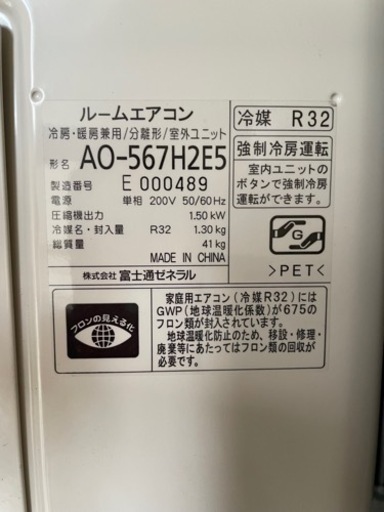 ルームエアコン
冷房・暖房兼用/分離形/室外ユニット
形名 AO-567H2E5
製造番号 E 000489
電源 単相 200V 50/60Hz
圧縮機出力 1.50 kW
冷媒名・封入量 R32 1.30 kg
総質量 41 kg
MADE IN CHINA
株式会社 富士通ゼネラル
冷媒 R32
強制冷房運転
室内ユニットの
ボタンで強制冷房
運転ができます。
G
>PET<
フロンの見える化
家庭用エアコン(冷媒R32)には
GWP(地球温暖化係数)が675の
フロン類が封入されています。
地球温暖化防止のため、移設・修理・
廃棄等にあたってはフロン類の回収が
必要です。